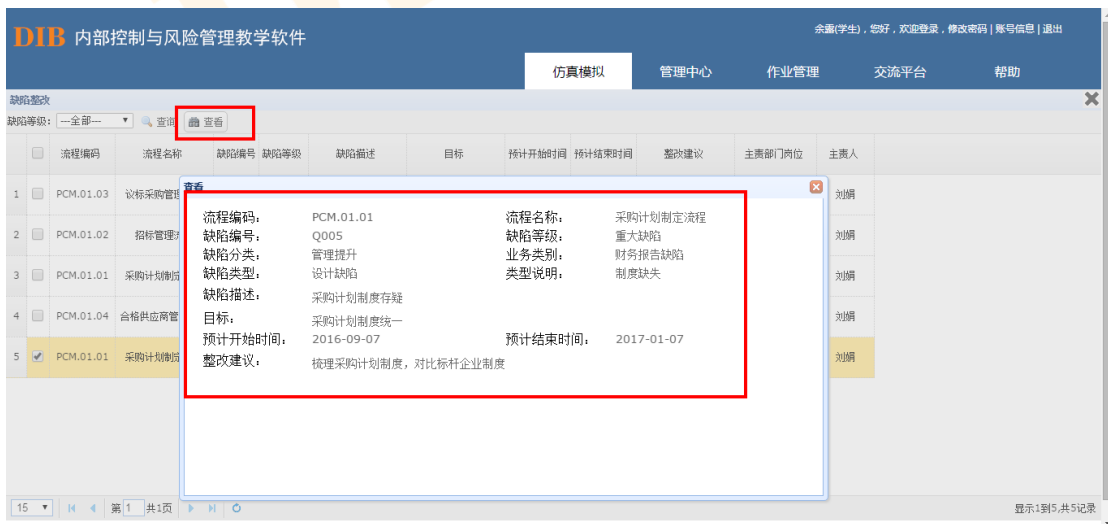 DIB 内部控制与风险管理教学软件
余露(学生)，您好，欢迎登录，修改密码 | 账号信息 | 退出
仿真模拟 管理中心 作业管理 交流平台 帮助
缺陷整改
缺陷等级: ---全部--- 查询 查看
流程编码 流程名称 缺陷编号 缺陷等级 缺陷描述 目标 预计开始时间 预计结束时间 整改建议 主责部门岗位 主责人
1 PCM.01.03 议标采购管理 刘娟
2 PCM.01.02 招标管理 刘娟
3 PCM.01.01 采购计划制定 刘娟
4 PCM.01.04 合格供应商管 刘娟
5 PCM.01.01 采购计划制定 刘娟
查看
流程编码: PCM.01.01 流程名称: 采购计划制定流程
缺陷编号: Q005 缺陷等级: 重大缺陷
缺陷分类: 管理提升 业务类别: 财务报告缺陷
缺陷类型: 设计缺陷 类型说明: 制度缺失
缺陷描述: 采购计划制度存疑
目标: 采购计划制度统一
预计开始时间: 2016-09-07 预计结束时间: 2017-01-07
整改建议: 梳理采购计划制度，对比标杆企业制度
15 第 1 共1页 显示1到5,共5记录